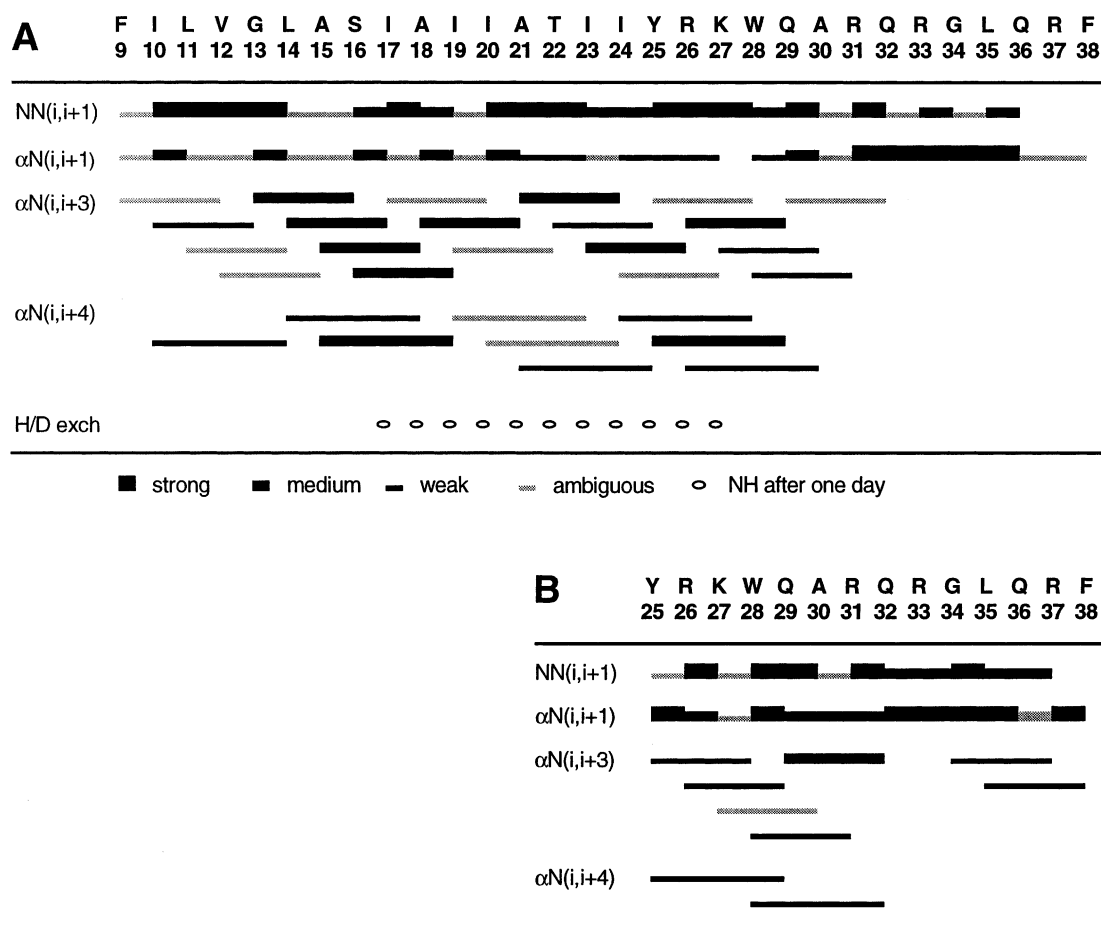 A F I L V G L A S I A I I A T I I Y R K W Q A R Q R G L Q R F
9 10 11 12 13 14 15 16 17 18 19 20 21 22 23 24 25 26 27 28 29 30 31 32 33 34 35 36 37 38
NN(i,i+1)
αN(i,i+1)
αN(i,i+3)
αN(i,i+4)
H/D exch
strong medium weak ambiguous NH after one day
B Y R K W Q A R Q R G L Q R F
25 26 27 28 29 30 31 32 33 34 35 36 37 38
NN(i,i+1)
αN(i,i+1)
αN(i,i+3)
αN(i,i+4)